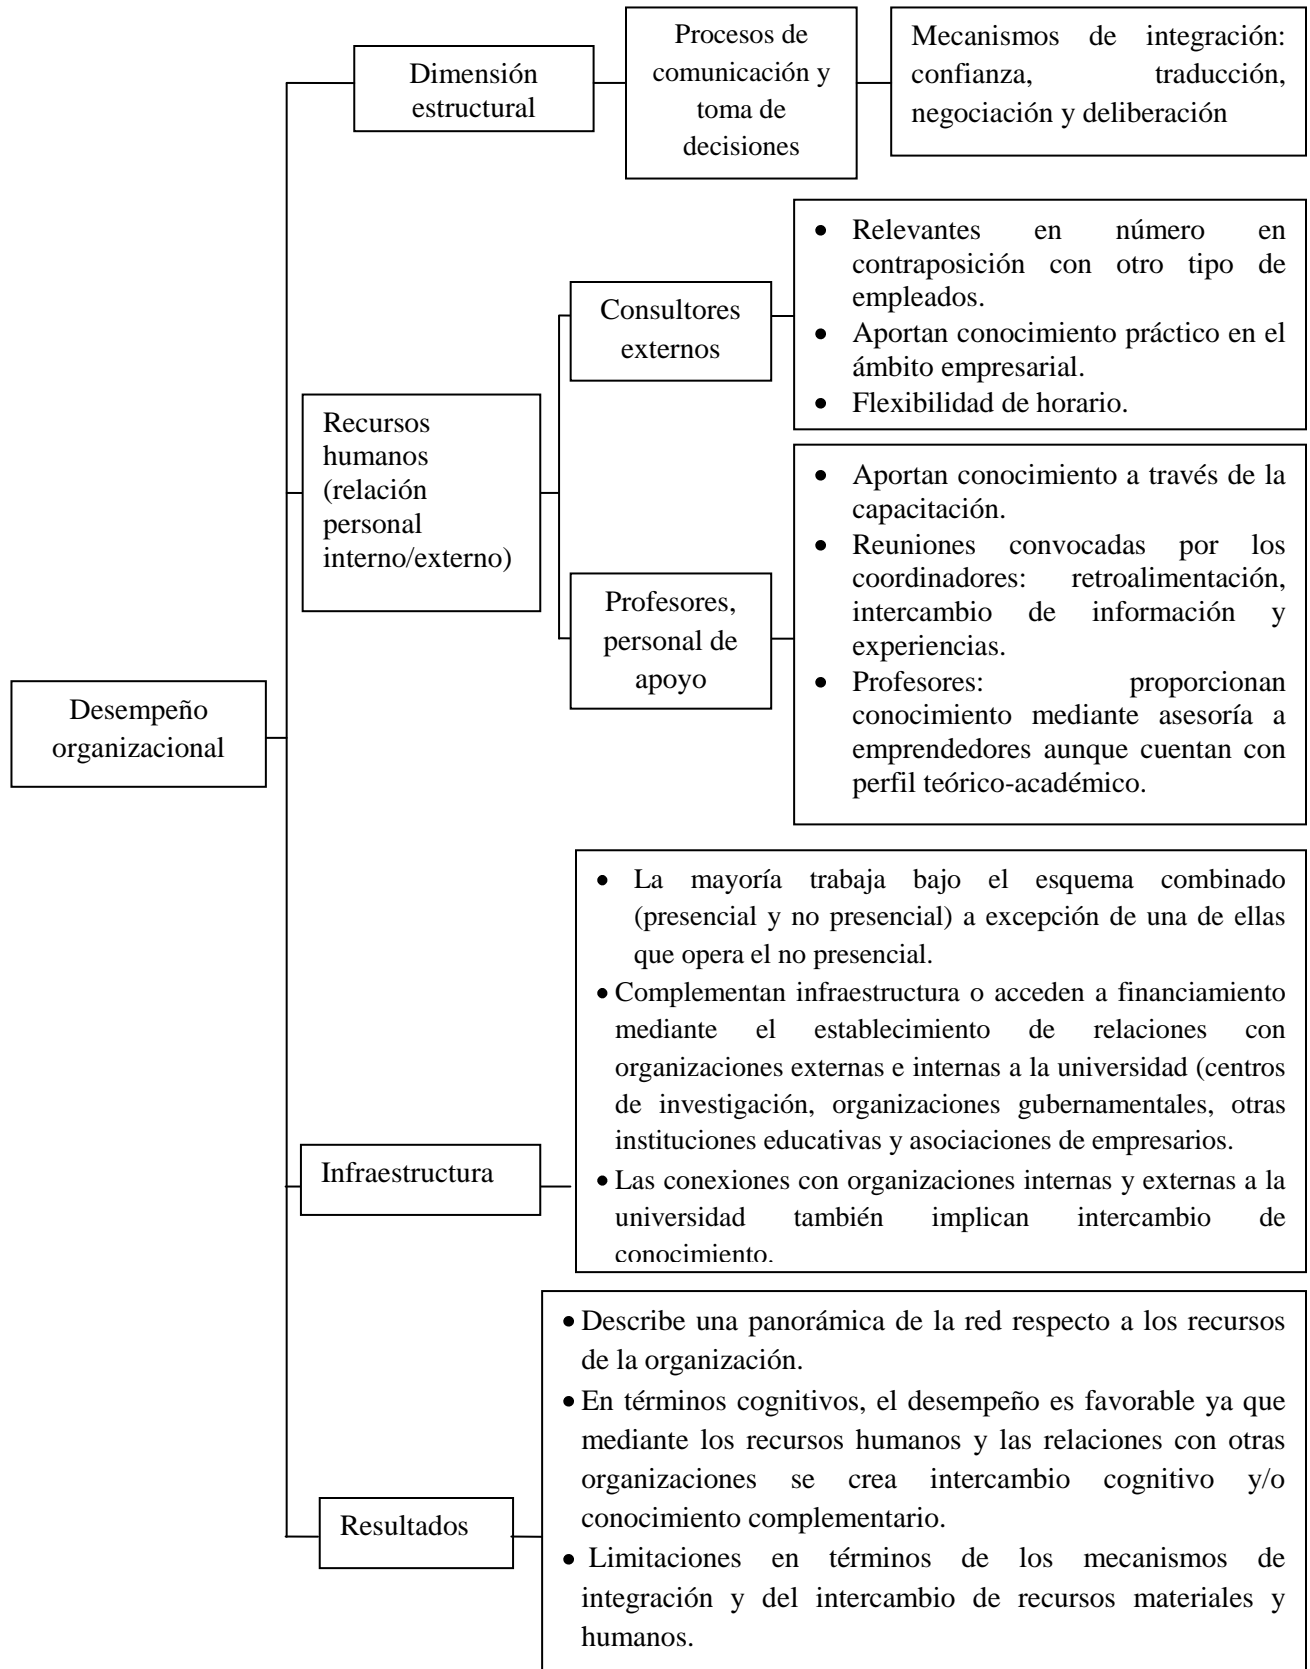 Dimensión
estructural
Procesos de
comunicación y
toma de
decisiones
Mecanismos de integración:
confianza, traducción,
negociación y deliberación
Consultores
externos
• Relevantes en número en
contraposición con otro tipo de
empleados.
• Aportan conocimiento práctico en el
ámbito empresarial.
• Flexibilidad de horario.
Recursos
humanos
(relación
personal
interno/externo)
Profesores,
personal de
apoyo
• Aportan conocimiento a través de la
capacitación.
• Reuniones convocadas por los
coordinadores: retroalimentación,
intercambio de información y
experiencias.
• Profesores: proporcionan
conocimiento mediante asesoría a
emprendedores aunque cuentan con
perfil teórico-académico.
Desempeño
organizacional
Infraestructura
• La mayoría trabaja bajo el esquema combinado
(presencial y no presencial) a excepción de una de ellas
que opera el no presencial.
• Complementan infraestructura o acceden a financiamiento
mediante el establecimiento de relaciones con
organizaciones externas e internas a la universidad (centros
de investigación, organizaciones gubernamentales, otras
instituciones educativas y asociaciones de empresarios.
• Las conexiones con organizaciones internas y externas a la
universidad también implican intercambio de
conocimiento.
Resultados
• Describe una panorámica de la red respecto a los recursos
de la organización.
• En términos cognitivos, el desempeño es favorable ya que
mediante los recursos humanos y las relaciones con otras
organizaciones se crea intercambio cognitivo y/o
conocimiento complementario.
• Limitaciones en términos de los mecanismos de
integración y del intercambio de recursos materiales y
humanos.